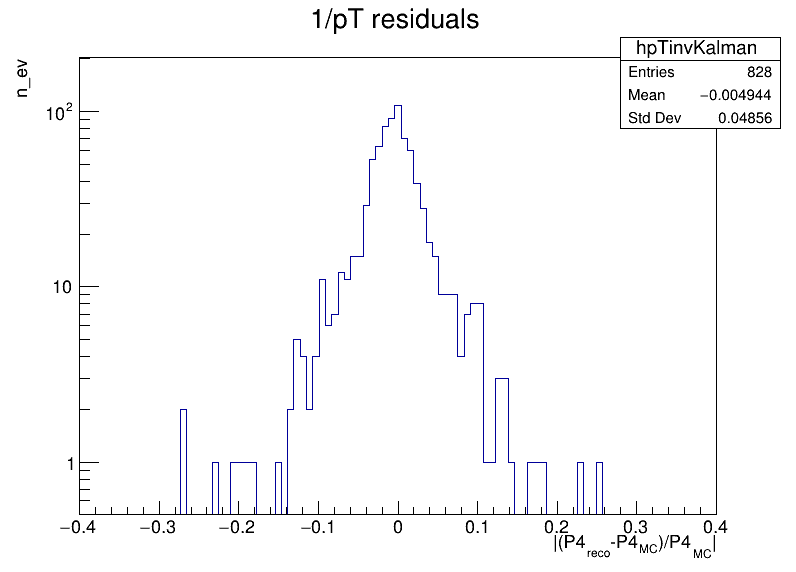 1/pT residuals
hpTinvKalman
Entries 828
Mean −0.004944
Std Dev 0.04856
n_ev
10²
10
1
−0.4 −0.3 −0.2 −0.1 0 0.1 0.2 0.3 0.4
|(P4reco-P4MC)/P4MC|